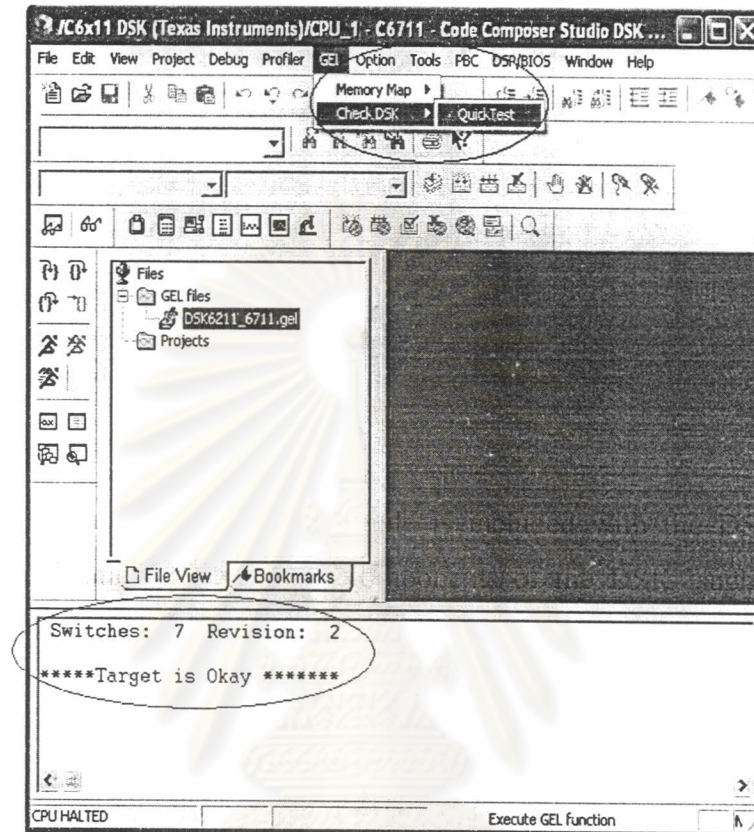 /C6x11 DSK (Texas Instruments)/CPU_1 - C6711 - Code Composer Studio DSK ...
File Edit View Project Debug Profiler GEL Option Tools PBC DSP/BIOS Window Help
Memory Map
Check DSK QuickTest
Files
GEL files
DSK6211_6711.gel
Projects
File View Bookmarks
Switches: 7 Revision: 2
*****Target is Okay *******
CPU HALTED Execute GEL function